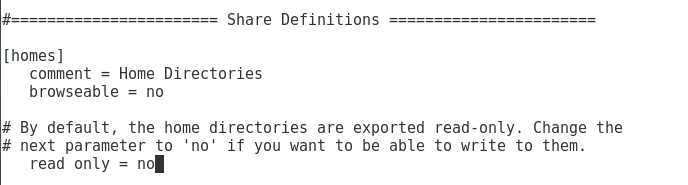 #======================= Share Definitions =======================
[homes]
comment = Home Directories
browseable = no
# By default, the home directories are exported read-only. Change the
# next parameter to 'no' if you want to be able to write to them.
read only = no